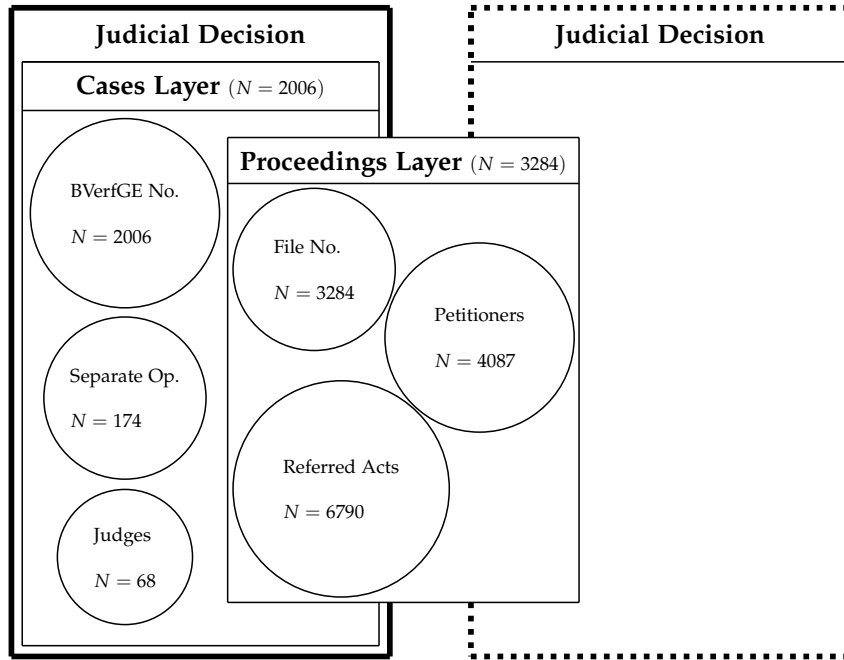 Judicial Decision
Cases Layer (N = 2006)
BVerfGE No.
N = 2006
Separate Op.
N = 174
Judges
N = 68
Proceedings Layer (N = 3284)
File No.
N = 3284
Petitioners
N = 4087
Referred Acts
N = 6790
Judicial Decision